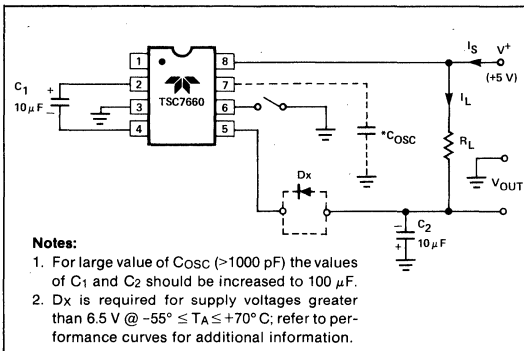 IS
V+
(+5 V)
1
8
C1
+
10 μF
−
2
7
TSC7660
3
6
4
5
IL
*COSC
RL
VOUT
Dx
−
C2
10 μF
+
Notes:
1. For large value of COSC (>1000 pF) the values
of C1 and C2 should be increased to 100 μF.
2. DX is required for supply voltages greater
than 6.5 V @ −55° ≤ TA ≤ +70° C; refer to per-
formance curves for additional information.